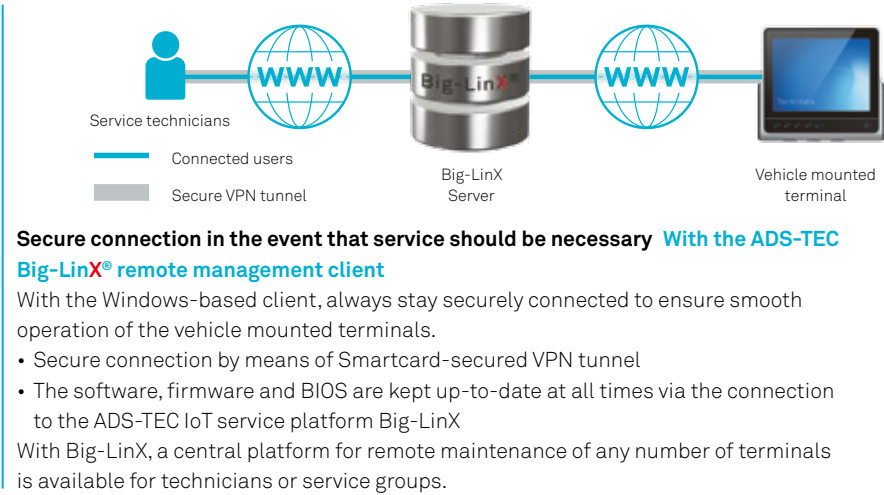 WWW
Big-LinX®
WWW
Terminals
Service technicians
Connected users
Secure VPN tunnel
Big-LinX
Server
Vehicle mounted
terminal
Secure connection in the event that service should be necessary With the ADS-TEC
Big-LinX® remote management client
With the Windows-based client, always stay securely connected to ensure smooth
operation of the vehicle mounted terminals.
• Secure connection by means of Smartcard-secured VPN tunnel
• The software, firmware and BIOS are kept up-to-date at all times via the connection
to the ADS-TEC IoT service platform Big-LinX
With Big-LinX, a central platform for remote maintenance of any number of terminals
is available for technicians or service groups.